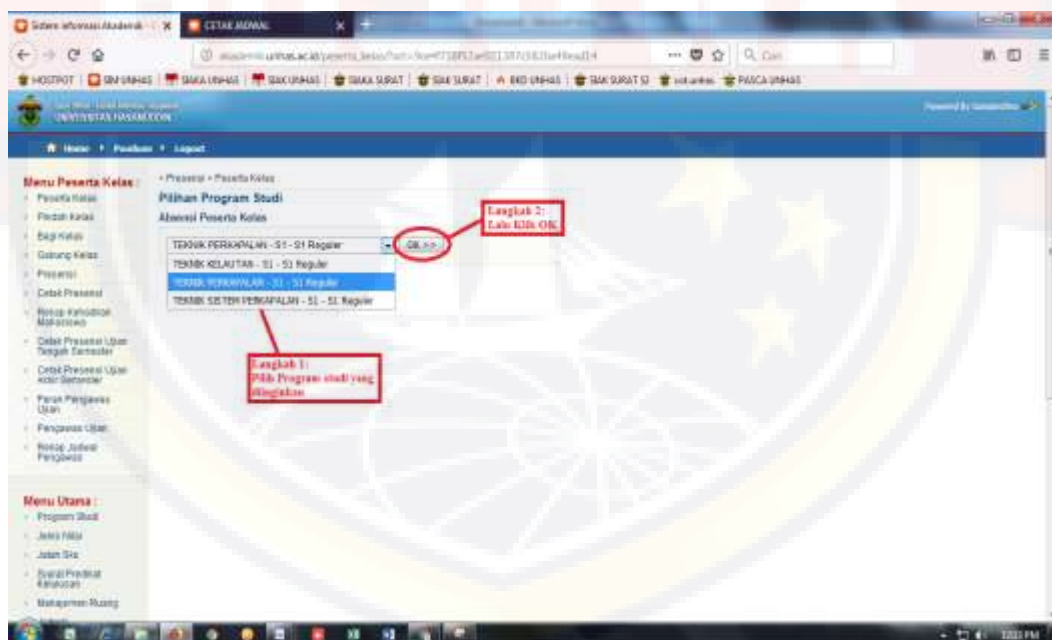 Sistem Informasi Akademik
CETAK JADWAL
Cari
HOSTPOT
SIM UNHAS
SIAKA UNHAS
SIAK UNHAS
SIAKA SURAT
SIAK SURAT
BKD UNHAS
SIAK SURAT S2
PASCA UNHAS
UNIVERSITAS HASANUDDIN
Home
Panduan
Logout
Menu Peserta Kelas :
Peserta Kelas
Pindah Kelas
Bagi Kelas
Gabung Kelas
Presensi
Cetak Presensi
Rekap Kehadiran
Mahasiswa
Cetak Presensi Ujian
Tengah Semester
Cetak Presensi Ujian
Akhir Semester
Peran Pengawas
Ujian
Pengawas Ujian
Rekap Jadwal
Pengawas
Menu Utama :
Program Studi
Jenis Nilai
Jatah Sks
Syarat Predikat
Kelulusan
Manajemen Ruang
Presensi
Peserta Kelas
Pilihan Program Studi
Absensi Peserta Kelas
TEKNIK PERKAPALAN - S1 - S1 Reguler
OK >>
TEKNIK KELAUTAN - S1 - S1 Reguler
TEKNIK PERKAPALAN - S1 - S1 Reguler
TEKNIK SISTEM PERKAPALAN - S1 - S1 Reguler
Langkah 2:
Lalu Klik OK
Langkah 1:
Pilih Program studi yang
diinginkan